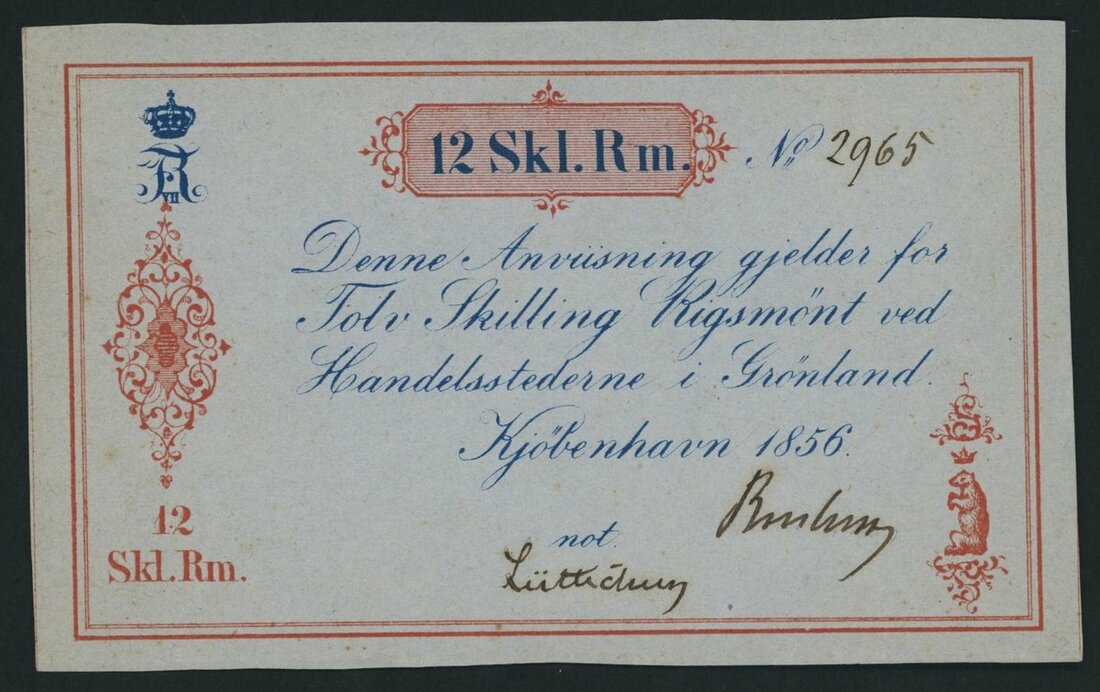 12 Skl. Rm.
No 2965
F
VII
Denne Anviisning gjelder for
Tolv Skilling Rigsmönt ved
Handelsstederne i Grönland.
Kjöbenhavn 1856.
not.
12
Skl. Rm.